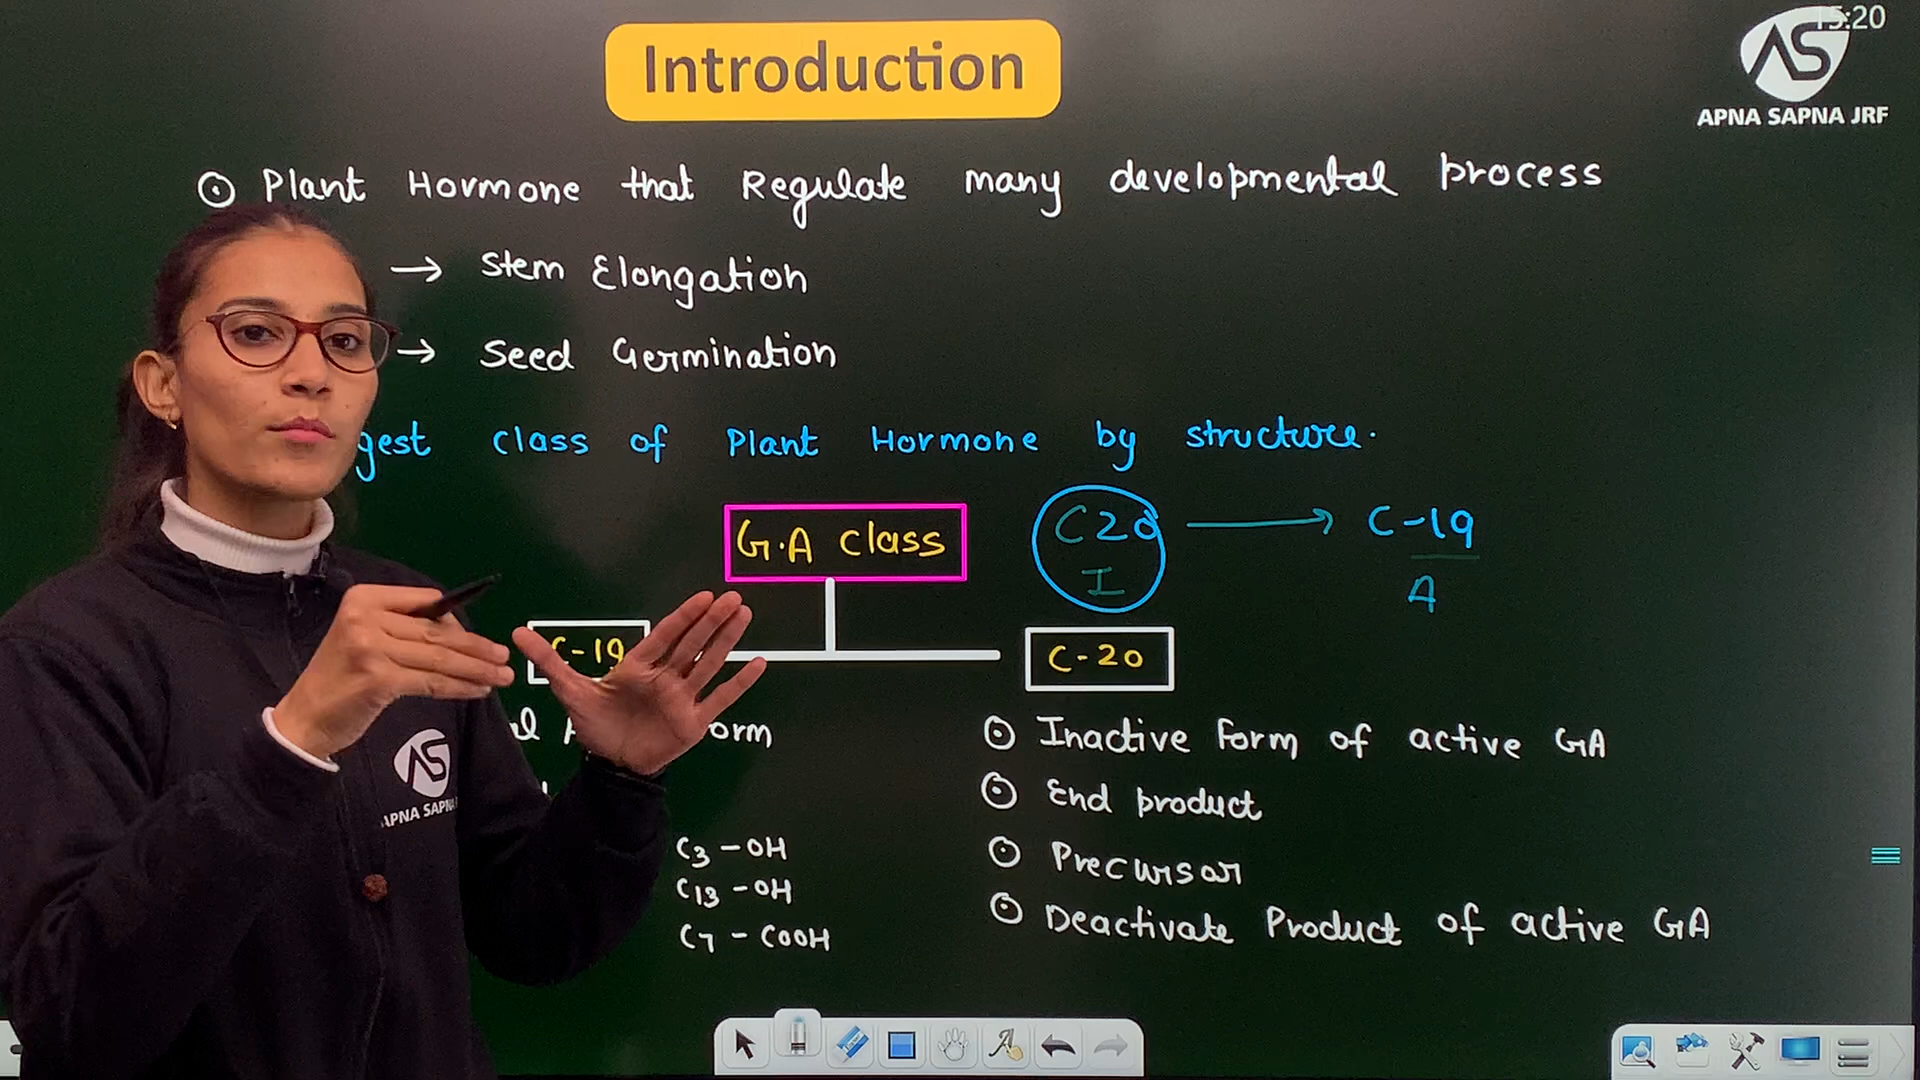 15:20
Introduction
AS
APNA SAPNA JRF
Plant Hormone that Regulate many developmental process
→ Stem Elongation
→ Seed Germination
gest class of Plant Hormone by structure.
G.A class
C20 → C-19
I
A
C-19
C-20
orm
Inactive Form of active GA
End product
Precursor
C3 -OH
C13 -OH
C7 - COOH
Deactivate Product of active GA
AS
APNA SAPN